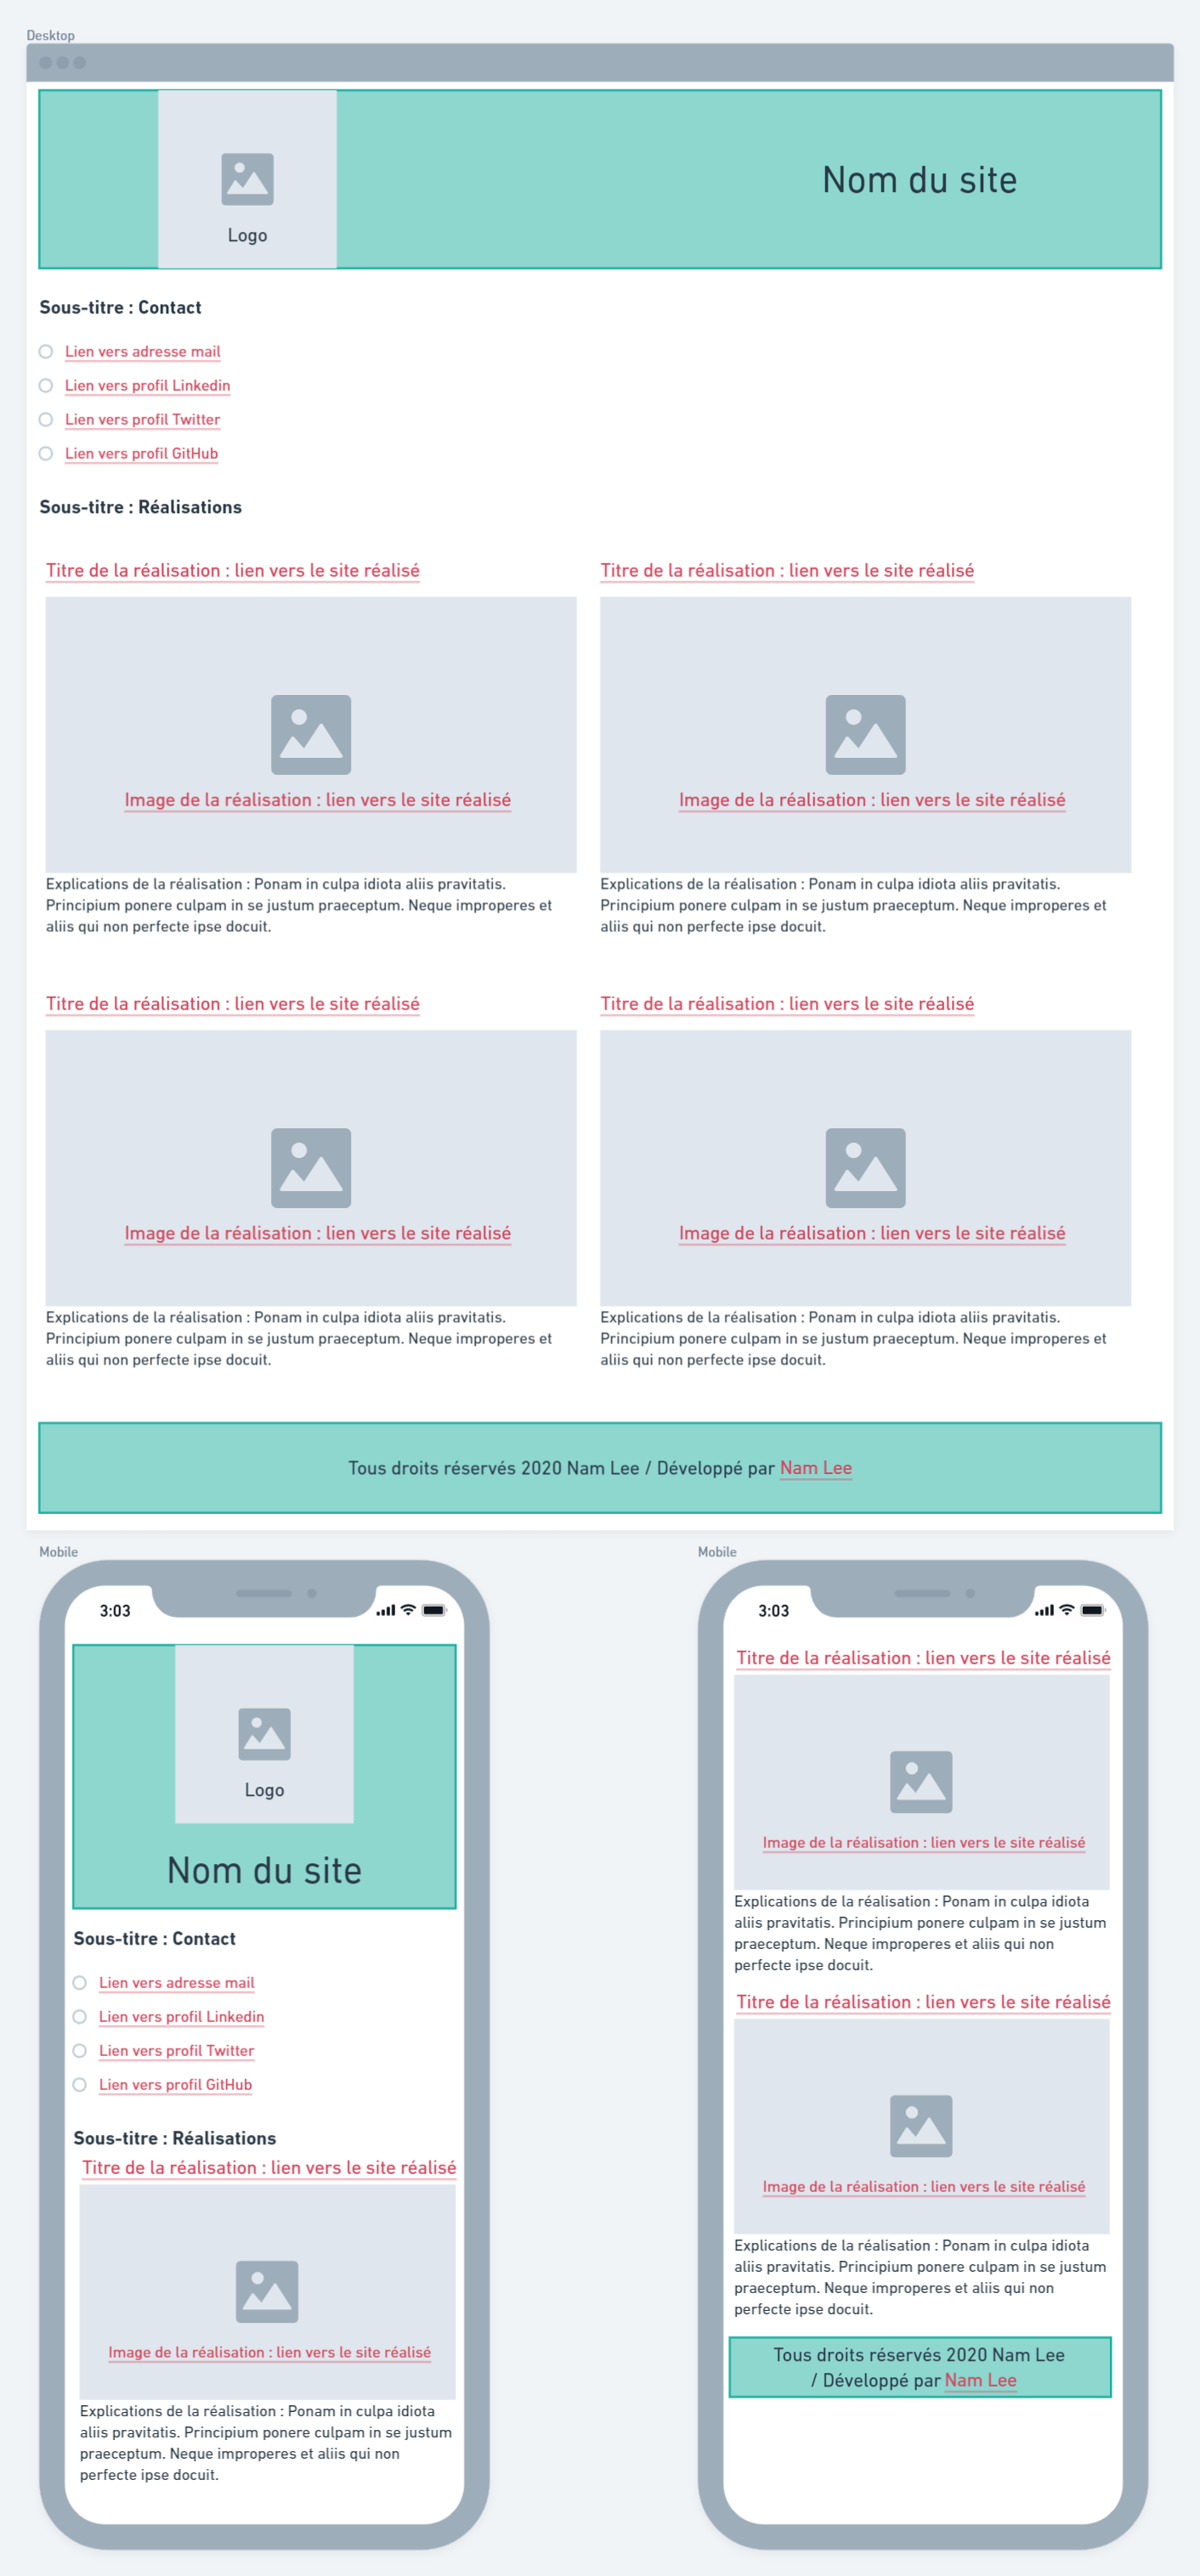 Desktop
Logo
Nom du site
Sous-titre : Contact
Lien vers adresse mail
Lien vers profil Linkedin
Lien vers profil Twitter
Lien vers profil GitHub
Sous-titre : Réalisations
Titre de la réalisation : lien vers le site réalisé
Image de la réalisation : lien vers le site réalisé
Explications de la réalisation : Ponam in culpa idiota aliis pravitatis.
Principium ponere culpam in se justum praeceptum. Neque improperes et
aliis qui non perfecte ipse docuit.
Titre de la réalisation : lien vers le site réalisé
Image de la réalisation : lien vers le site réalisé
Explications de la réalisation : Ponam in culpa idiota aliis pravitatis.
Principium ponere culpam in se justum praeceptum. Neque improperes et
aliis qui non perfecte ipse docuit.
Titre de la réalisation : lien vers le site réalisé
Image de la réalisation : lien vers le site réalisé
Explications de la réalisation : Ponam in culpa idiota aliis pravitatis.
Principium ponere culpam in se justum praeceptum. Neque improperes et
aliis qui non perfecte ipse docuit.
Titre de la réalisation : lien vers le site réalisé
Image de la réalisation : lien vers le site réalisé
Explications de la réalisation : Ponam in culpa idiota aliis pravitatis.
Principium ponere culpam in se justum praeceptum. Neque improperes et
aliis qui non perfecte ipse docuit.
Tous droits réservés 2020 Nam Lee / Développé par Nam Lee
Mobile
3:03
Logo
Nom du site
Sous-titre : Contact
Lien vers adresse mail
Lien vers profil Linkedin
Lien vers profil Twitter
Lien vers profil GitHub
Sous-titre : Réalisations
Titre de la réalisation : lien vers le site réalisé
Image de la réalisation : lien vers le site réalisé
Explications de la réalisation : Ponam in culpa idiota
aliis pravitatis. Principium ponere culpam in se justum
praeceptum. Neque improperes et aliis qui non
perfecte ipse docuit.
Mobile
3:03
Titre de la réalisation : lien vers le site réalisé
Image de la réalisation : lien vers le site réalisé
Explications de la réalisation : Ponam in culpa idiota
aliis pravitatis. Principium ponere culpam in se justum
praeceptum. Neque improperes et aliis qui non
perfecte ipse docuit.
Titre de la réalisation : lien vers le site réalisé
Image de la réalisation : lien vers le site réalisé
Explications de la réalisation : Ponam in culpa idiota
aliis pravitatis. Principium ponere culpam in se justum
praeceptum. Neque improperes et aliis qui non
perfecte ipse docuit.
Tous droits réservés 2020 Nam Lee
/ Développé par Nam Lee